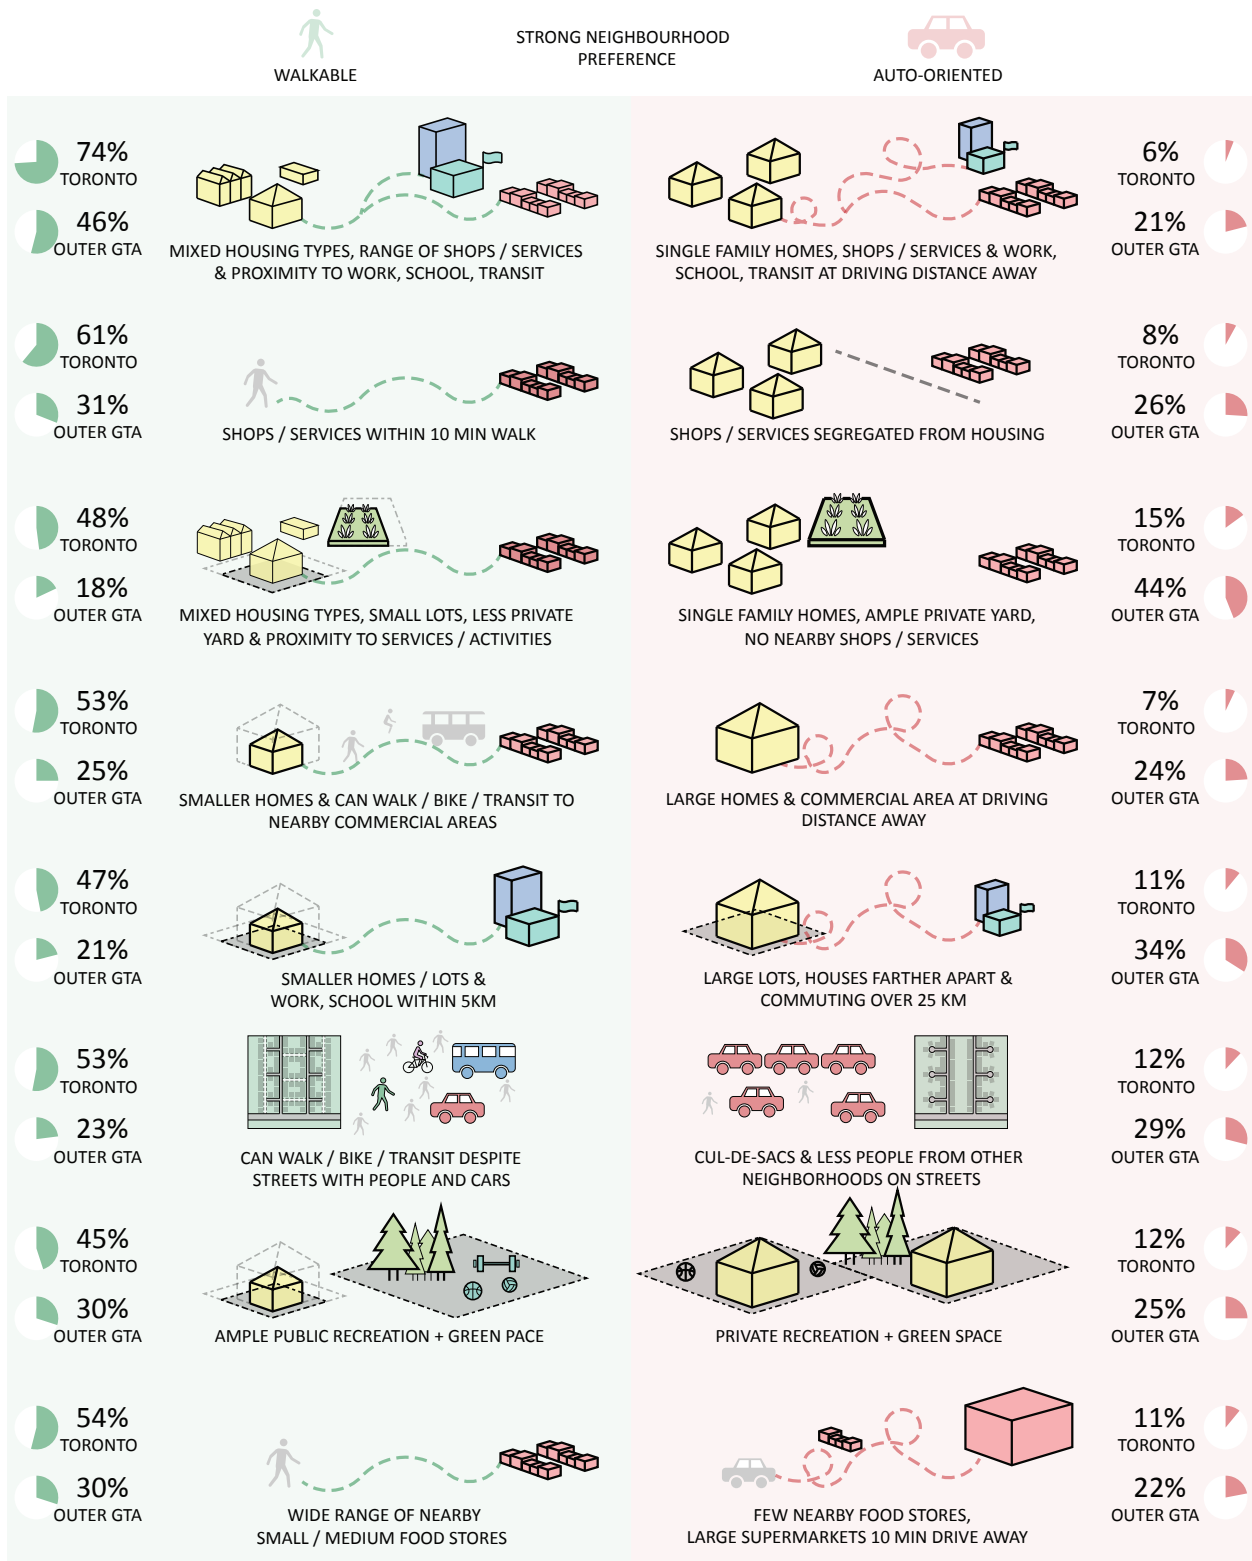 STRONG NEIGHBOURHOOD
PREFERENCE
WALKABLE
AUTO-ORIENTED
74%
TORONTO
46%
OUTER GTA
MIXED HOUSING TYPES, RANGE OF SHOPS / SERVICES
& PROXIMITY TO WORK, SCHOOL, TRANSIT
SINGLE FAMILY HOMES, SHOPS / SERVICES & WORK,
SCHOOL, TRANSIT AT DRIVING DISTANCE AWAY
6%
TORONTO
21%
OUTER GTA
61%
TORONTO
31%
OUTER GTA
SHOPS / SERVICES WITHIN 10 MIN WALK
SHOPS / SERVICES SEGREGATED FROM HOUSING
8%
TORONTO
26%
OUTER GTA
48%
TORONTO
18%
OUTER GTA
MIXED HOUSING TYPES, SMALL LOTS, LESS PRIVATE
YARD & PROXIMITY TO SERVICES / ACTIVITIES
SINGLE FAMILY HOMES, AMPLE PRIVATE YARD,
NO NEARBY SHOPS / SERVICES
15%
TORONTO
44%
OUTER GTA
53%
TORONTO
25%
OUTER GTA
SMALLER HOMES & CAN WALK / BIKE / TRANSIT TO
NEARBY COMMERCIAL AREAS
LARGE HOMES & COMMERCIAL AREA AT DRIVING
DISTANCE AWAY
7%
TORONTO
24%
OUTER GTA
47%
TORONTO
21%
OUTER GTA
SMALLER HOMES / LOTS &
WORK, SCHOOL WITHIN 5KM
LARGE LOTS, HOUSES FARTHER APART &
COMMUTING OVER 25 KM
11%
TORONTO
34%
OUTER GTA
53%
TORONTO
23%
OUTER GTA
CAN WALK / BIKE / TRANSIT DESPITE
STREETS WITH PEOPLE AND CARS
CUL-DE-SACS & LESS PEOPLE FROM OTHER
NEIGHBORHOODS ON STREETS
12%
TORONTO
29%
OUTER GTA
45%
TORONTO
30%
OUTER GTA
AMPLE PUBLIC RECREATION + GREEN PACE
PRIVATE RECREATION + GREEN SPACE
12%
TORONTO
25%
OUTER GTA
54%
TORONTO
30%
OUTER GTA
WIDE RANGE OF NEARBY
SMALL / MEDIUM FOOD STORES
FEW NEARBY FOOD STORES,
LARGE SUPERMARKETS 10 MIN DRIVE AWAY
11%
TORONTO
22%
OUTER GTA